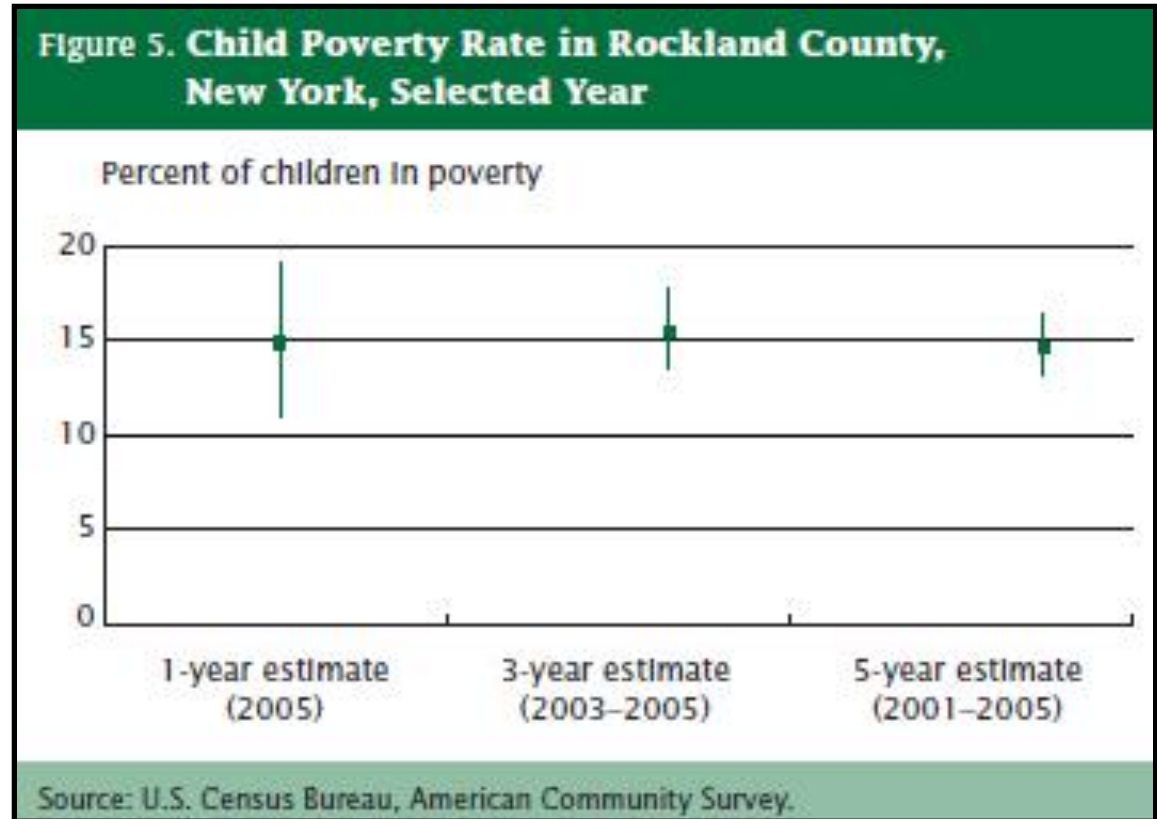 Figure 5. Child Poverty Rate in Rockland County,
New York, Selected Year
Percent of children in poverty
20
15
10
5
0
1-year estimate
(2005)
3-year estimate
(2003–2005)
5-year estimate
(2001–2005)
Source: U.S. Census Bureau, American Community Survey.